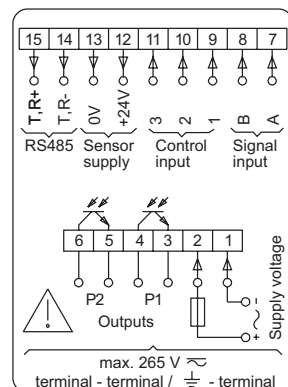 15 14 13 12 11 10 9 8 7
T,R+ T,R- 0V +24V 3 2 1 B A
RS485 Sensor supply Control input Signal input
6 5 4 3 2 1
P2 P1
Outputs
- +
Supply voltage
max. 265 V ⏦
terminal - terminal / ⏚ - terminal